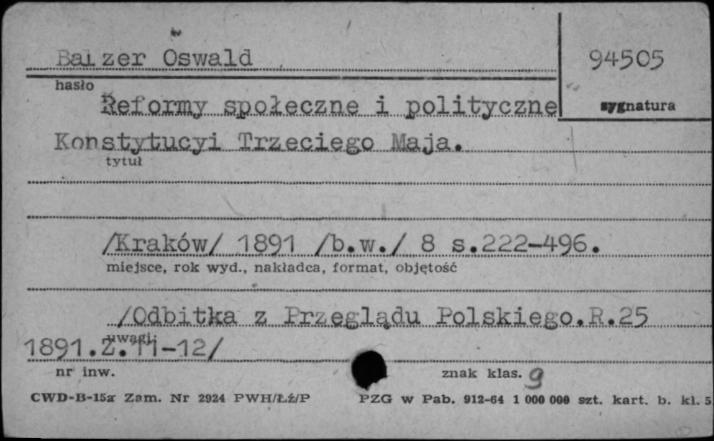 Balzer Oswald
94505
hasło
sygnatura
Reformy społeczne i polityczne
Konstytucyi Trzeciego Maja.
tytuł
/Kraków/ 1891 /b.w./ 8 s.222-496.
miejsce, rok wyd., nakładca, format, objętość
/Odbitka z Przeglądu Polskiego.R.25
uwagi
1891.Z.11-12/
nr inw.
znak klas. 9
CWD-B-15a Zam. Nr 2924 PWH/Łź/P
PZG w Pab. 912-64 1 000 000 szt. kart. b. kl. 5